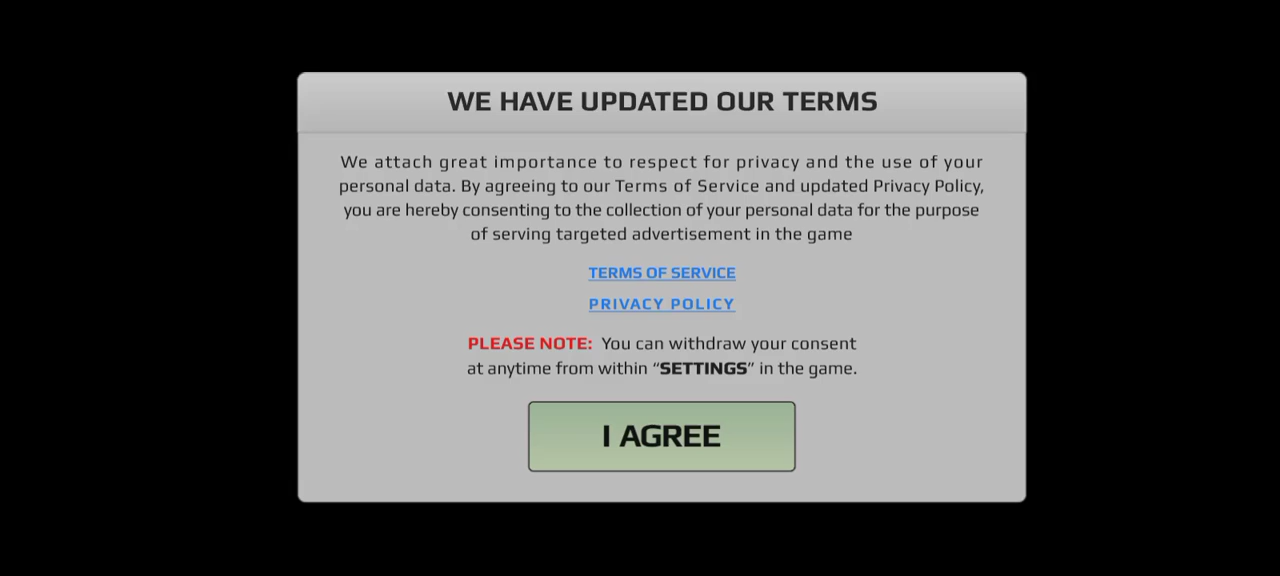 WE HAVE UPDATED OUR TERMS
We attach great importance to respect for privacy and the use of your
personal data. By agreeing to our Terms of Service and updated Privacy Policy,
you are hereby consenting to the collection of your personal data for the purpose
of serving targeted advertisement in the game
TERMS OF SERVICE
PRIVACY POLICY
PLEASE NOTE: You can withdraw your consent
at anytime from within “SETTINGS” in the game.
I AGREE